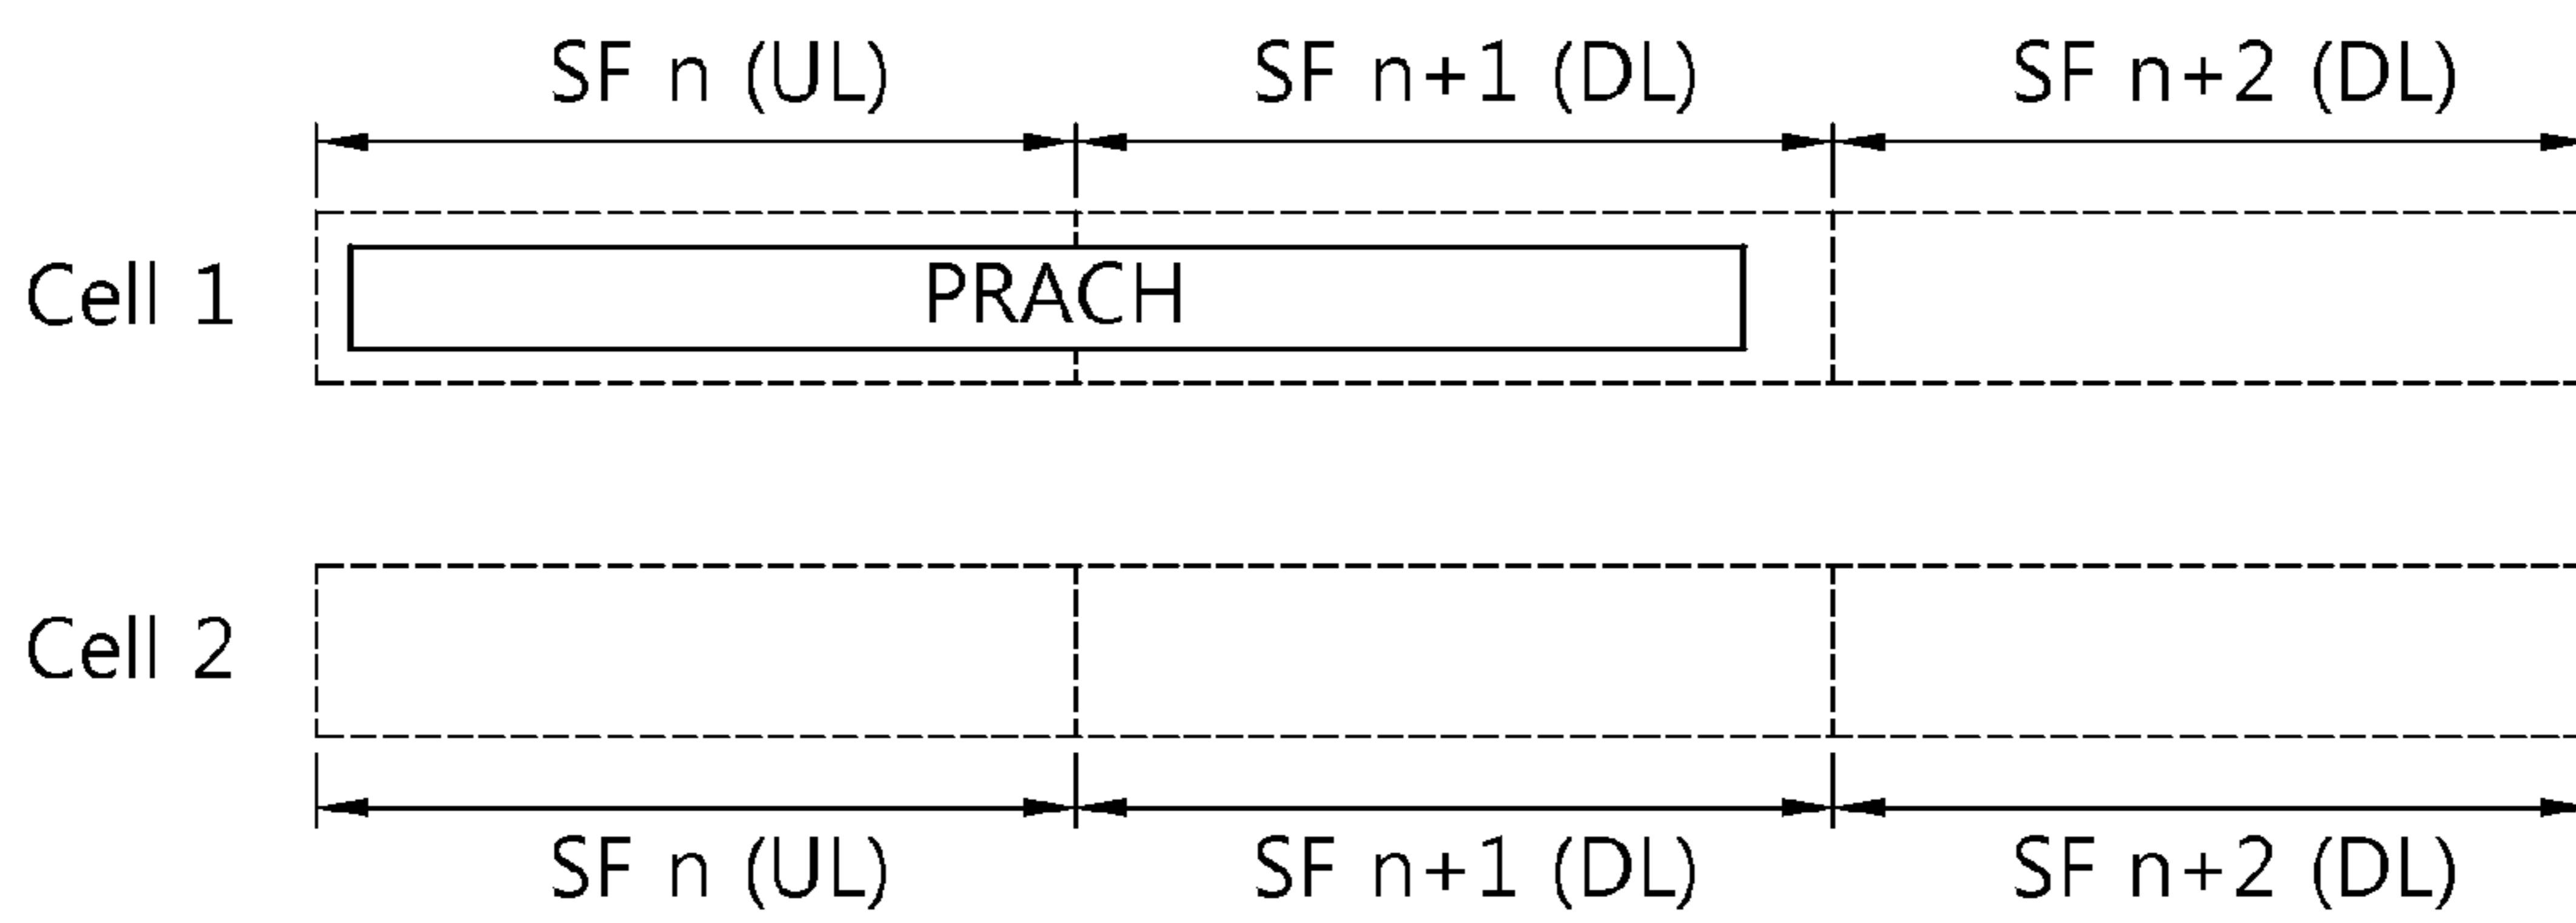 SF n (UL) SF n+1 (DL) SF n+2 (DL)
Cell 1 PRACH
Cell 2
SF n (UL) SF n+1 (DL) SF n+2 (DL)